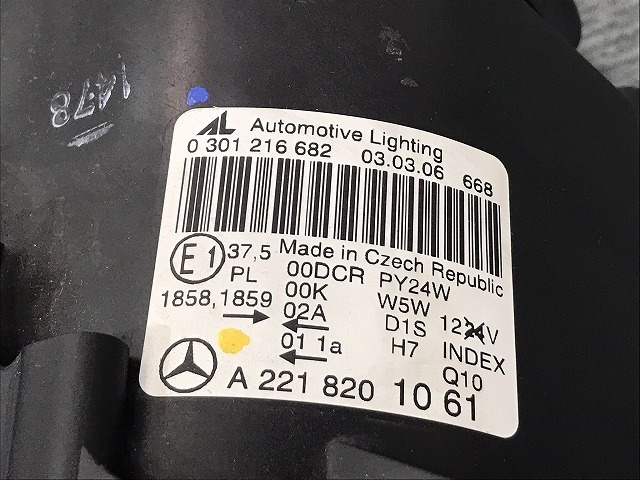 1478
AL Automotive Lighting
0 301 216 682 03.03.06 668
Made in Czech Republic
E1 37,5 00DCR PY24W
PL 00K W5W 1224V
1858,1859 02A D1S INDEX
→ ← 01 1a H7 Q10
←
A 221 820 10 61